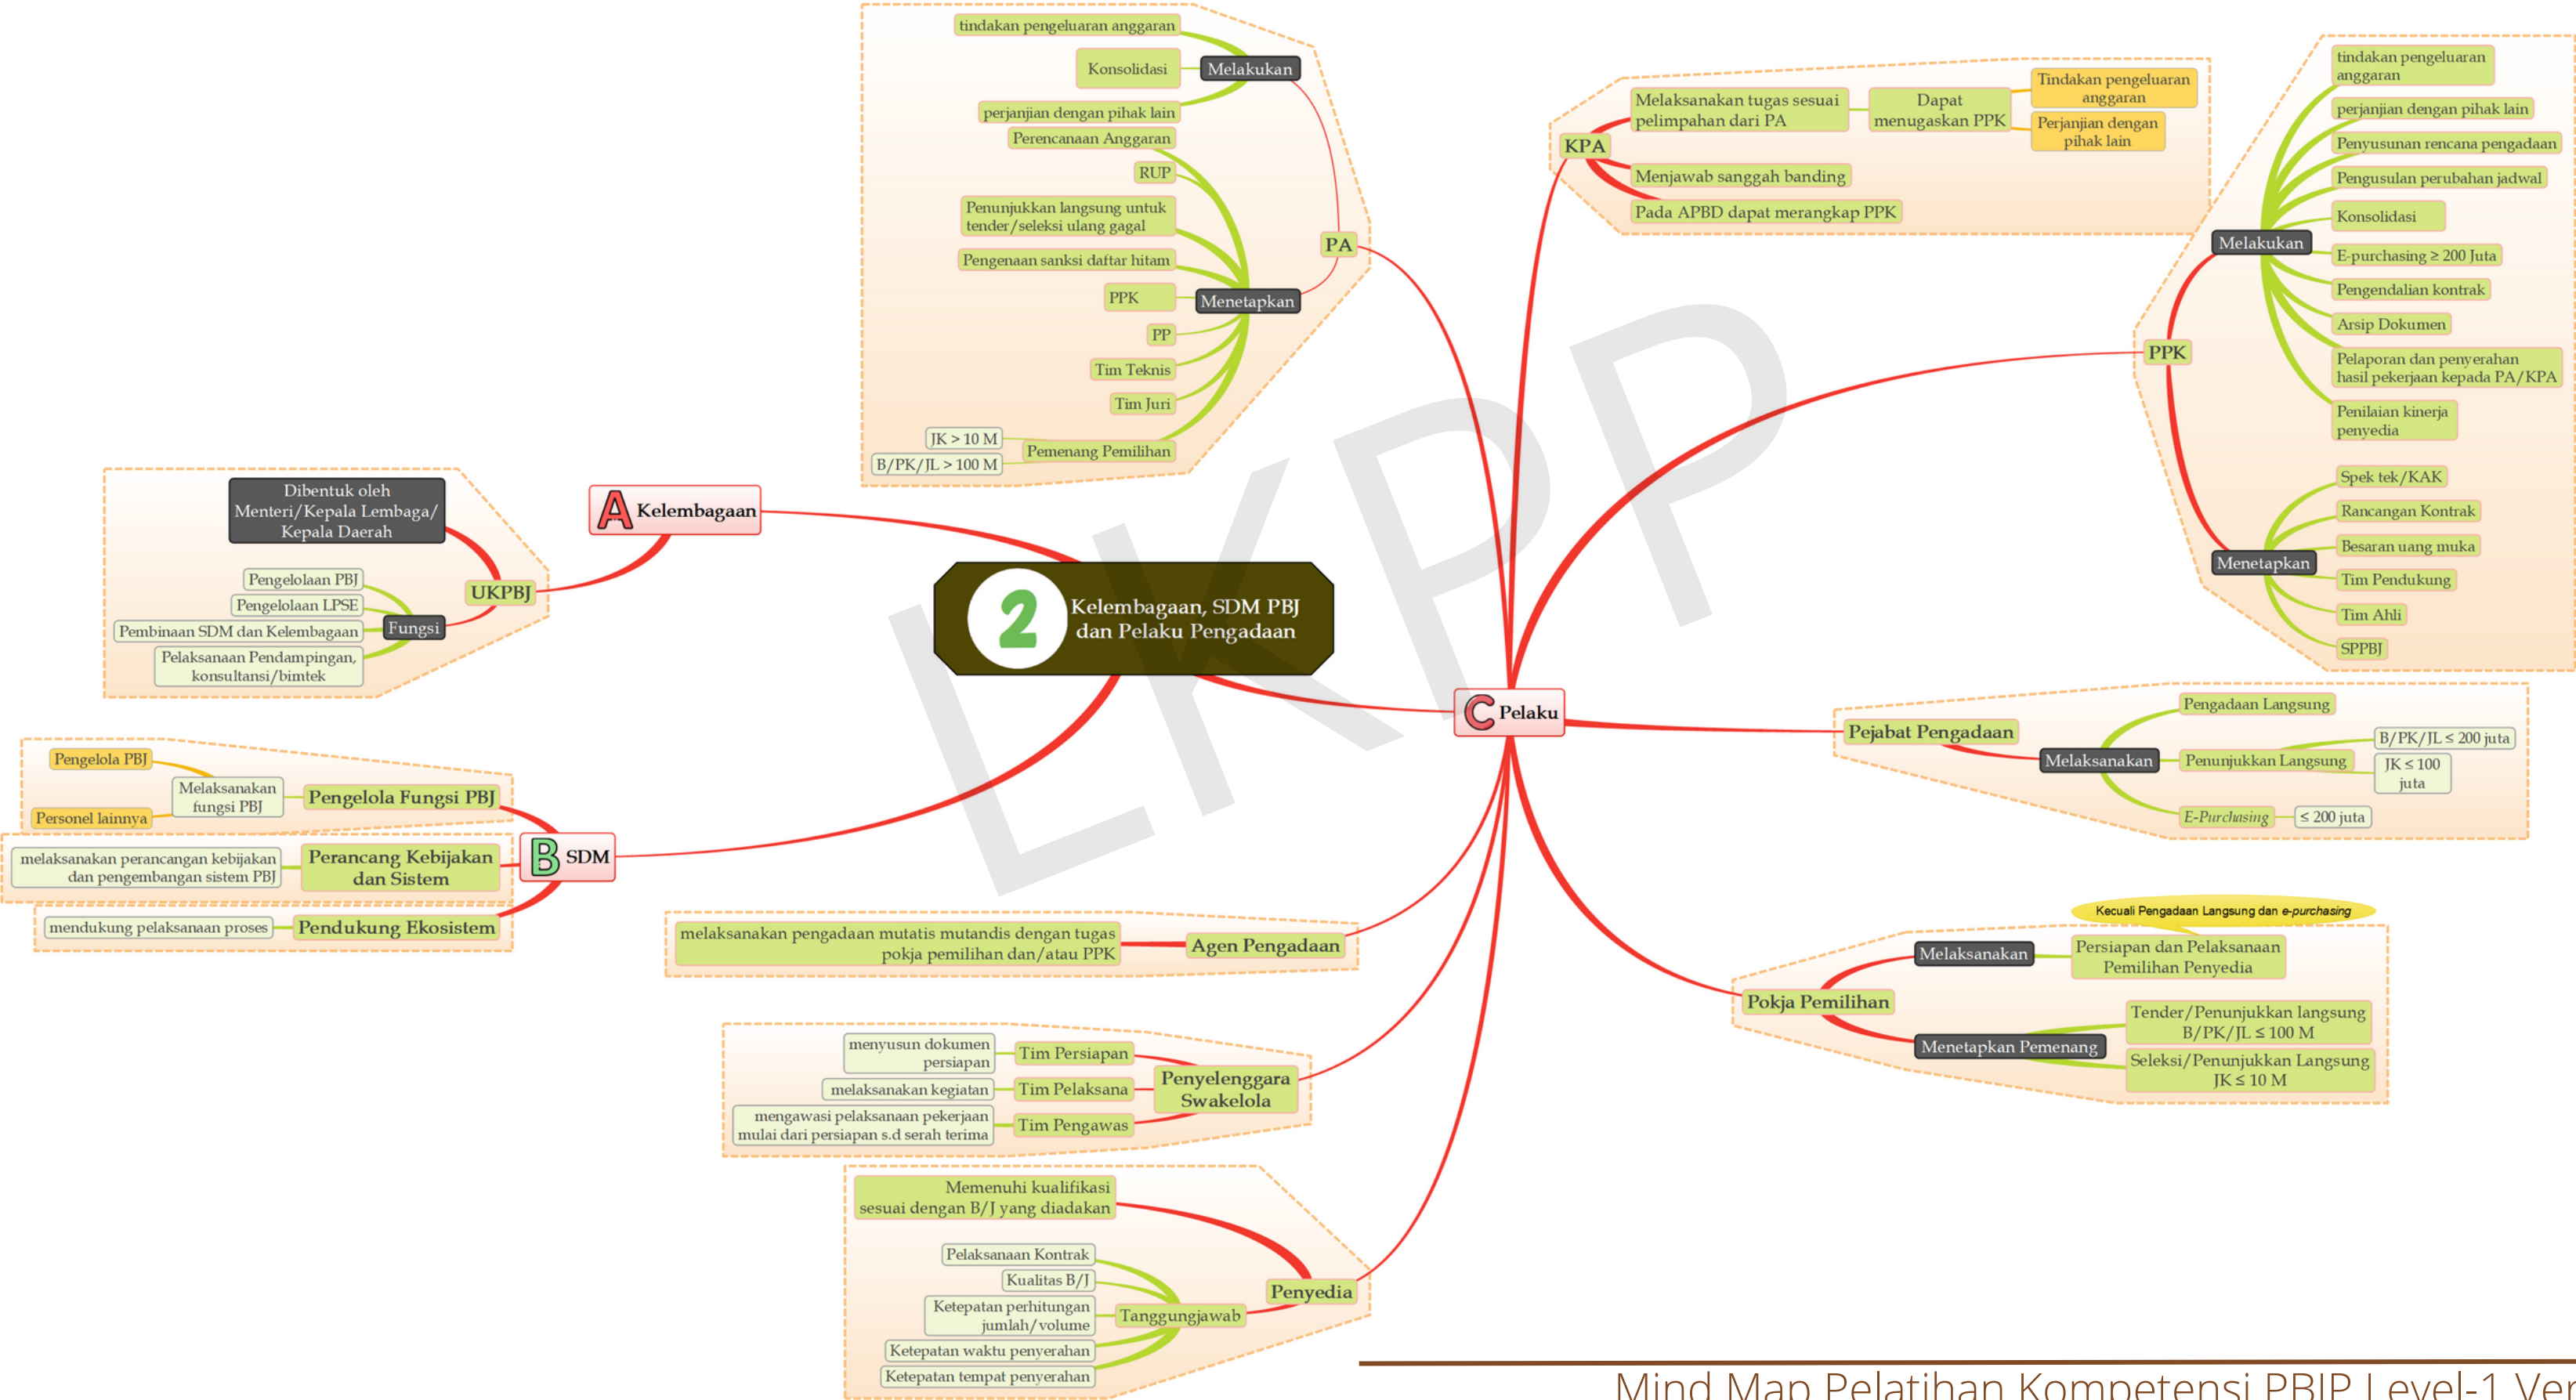 2
Kelembagaan, SDM PBJ
dan Pelaku Pengadaan
A Kelembagaan
UKPBJ
Dibentuk oleh
Menteri/Kepala Lembaga/
Kepala Daerah
Fungsi
Pengelolaan PBJ
Pengelolaan LPSE
Pembinaan SDM dan Kelembagaan
Pelaksanaan Pendampingan,
konsultansi/bimtek
B SDM
Pengelola Fungsi PBJ
Melaksanakan
fungsi PBJ
Pengelola PBJ
Personel lainnya
Perancang Kebijakan
dan Sistem
melaksanakan perancangan kebijakan
dan pengembangan sistem PBJ
Pendukung Ekosistem
mendukung pelaksanaan proses
C Pelaku
PA
Melakukan
tindakan pengeluaran anggaran
Konsolidasi
perjanjian dengan pihak lain
Menetapkan
Perencanaan Anggaran
RUP
Penunjukkan langsung untuk
tender/seleksi ulang gagal
Pengenaan sanksi daftar hitam
PPK
PP
Tim Teknis
Tim Juri
Pemenang Pemilihan
JK > 10 M
B/PK/JL > 100 M
KPA
Melaksanakan tugas sesuai
pelimpahan dari PA
Dapat
menugaskan PPK
Tindakan pengeluaran
anggaran
Perjanjian dengan
pihak lain
Menjawab sanggah banding
Pada APBD dapat merangkap PPK
PPK
Melakukan
tindakan pengeluaran
anggaran
perjanjian dengan pihak lain
Penyusunan rencana pengadaan
Pengusulan perubahan jadwal
Konsolidasi
E-purchasing ≥ 200 Juta
Pengendalian kontrak
Arsip Dokumen
Pelaporan dan penyerahan
hasil pekerjaan kepada PA/KPA
Penilaian kinerja
penyedia
Menetapkan
Spek tek/KAK
Rancangan Kontrak
Besaran uang muka
Tim Pendukung
Tim Ahli
SPPBJ
Pejabat Pengadaan
Melaksanakan
Pengadaan Langsung
Penunjukkan Langsung
B/PK/JL ≤ 200 juta
JK ≤ 100
juta
E-Purchasing
≤ 200 juta
Pokja Pemilihan
Melaksanakan
Kecuali Pengadaan Langsung dan e-purchasing
Persiapan dan Pelaksanaan
Pemilihan Penyedia
Menetapkan Pemenang
Tender/Penunjukkan langsung
B/PK/JL ≤ 100 M
Seleksi/Penunjukkan Langsung
JK ≤ 10 M
Agen Pengadaan
melaksanakan pengadaan mutatis mutandis dengan tugas
pokja pemilihan dan/atau PPK
Penyelenggara
Swakelola
Tim Persiapan
menyusun dokumen
persiapan
Tim Pelaksana
melaksanakan kegiatan
Tim Pengawas
mengawasi pelaksanaan pekerjaan
mulai dari persiapan s.d serah terima
Penyedia
Memenuhi kualifikasi
sesuai dengan B/J yang diadakan
Tanggungjawab
Pelaksanaan Kontrak
Kualitas B/J
Ketepatan perhitungan
jumlah/volume
Ketepatan waktu penyerahan
Ketepatan tempat penyerahan
LKPP
Mind Map Pelatihan Kompetensi PBJP Level-1 Ve